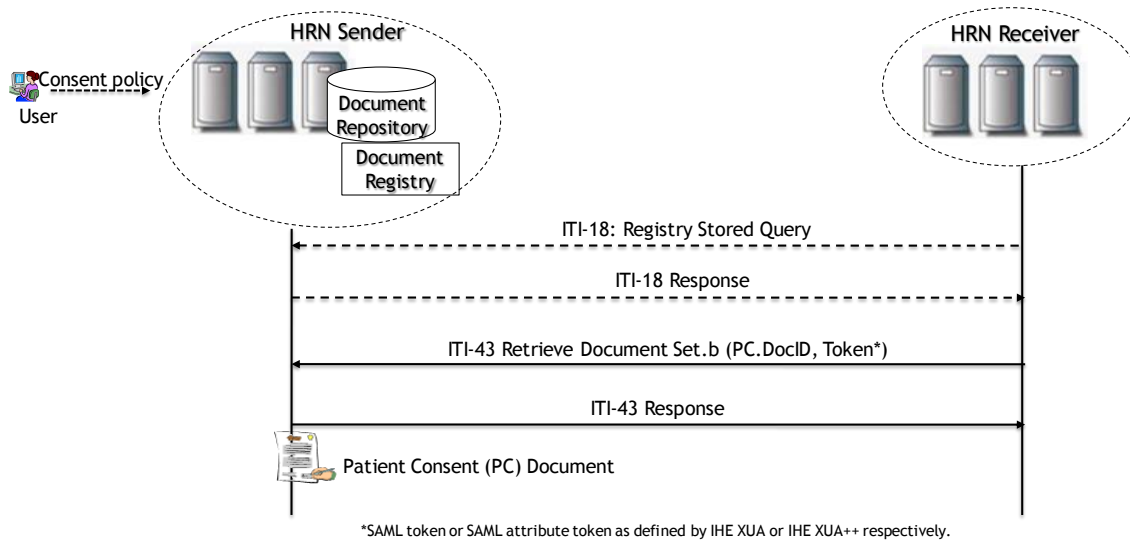 HRN Sender
HRN Receiver
Consent policy
User
Document
Repository
Document
Registry
ITI-18: Registry Stored Query
ITI-18 Response
ITI-43 Retrieve Document Set.b (PC.DocID, Token*)
ITI-43 Response
Patient Consent (PC) Document
*SAML token or SAML attribute token as defined by IHE XUA or IHE XUA++ respectively.